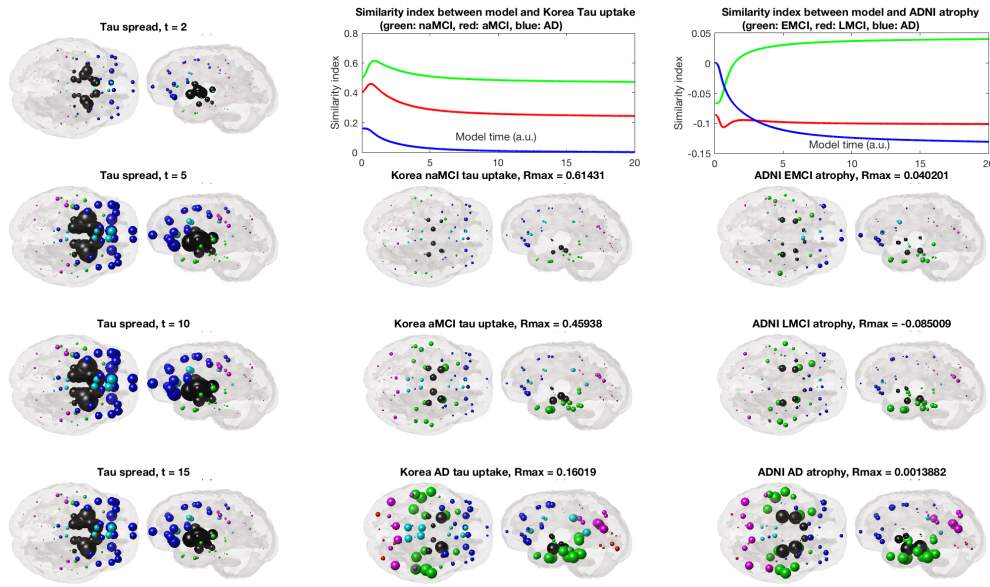 Tau spread, t = 2
Similarity index between model and Korea Tau uptake
(green: naMCI, red: aMCI, blue: AD)
Similarity index
0.8
0.6
0.4
0.2
0
Model time (a.u.)
0 5 10 15 20
Similarity index between model and ADNI atrophy
(green: EMCI, red: LMCI, blue: AD)
Similarity index
0.05
0
-0.05
-0.1
-0.15
Model time (a.u.)
0 5 10 15 20
Tau spread, t = 5
Korea naMCI tau uptake, Rmax = 0.61431
ADNI EMCI atrophy, Rmax = 0.040201
Tau spread, t = 10
Korea aMCI tau uptake, Rmax = 0.45938
ADNI LMCI atrophy, Rmax = -0.085009
Tau spread, t = 15
Korea AD tau uptake, Rmax = 0.16019
ADNI AD atrophy, Rmax = 0.0013882